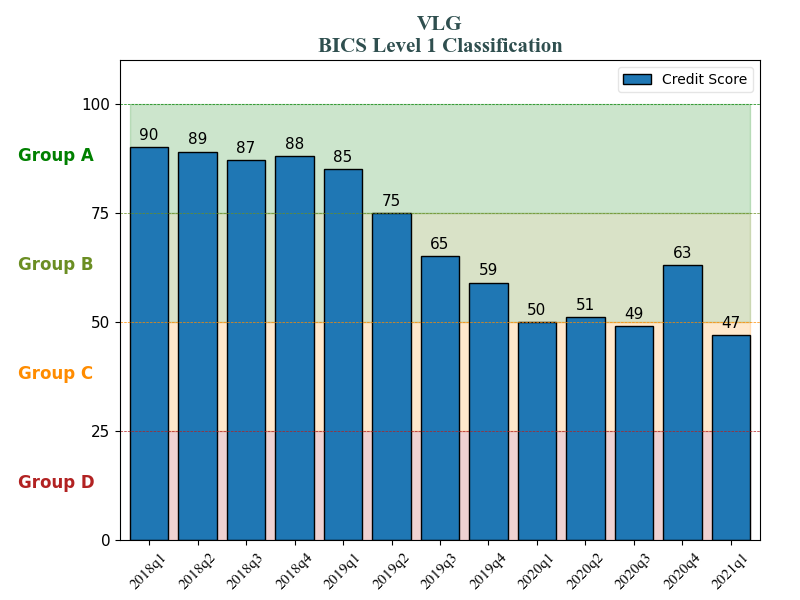 VLG
BICS Level 1 Classification
Credit Score
100
75
50
25
0
Group A
Group B
Group C
Group D
90
89
87
88
85
75
65
59
50
51
49
63
47
2018q1
2018q2
2018q3
2018q4
2019q1
2019q2
2019q3
2019q4
2020q1
2020q2
2020q3
2020q4
2021q1